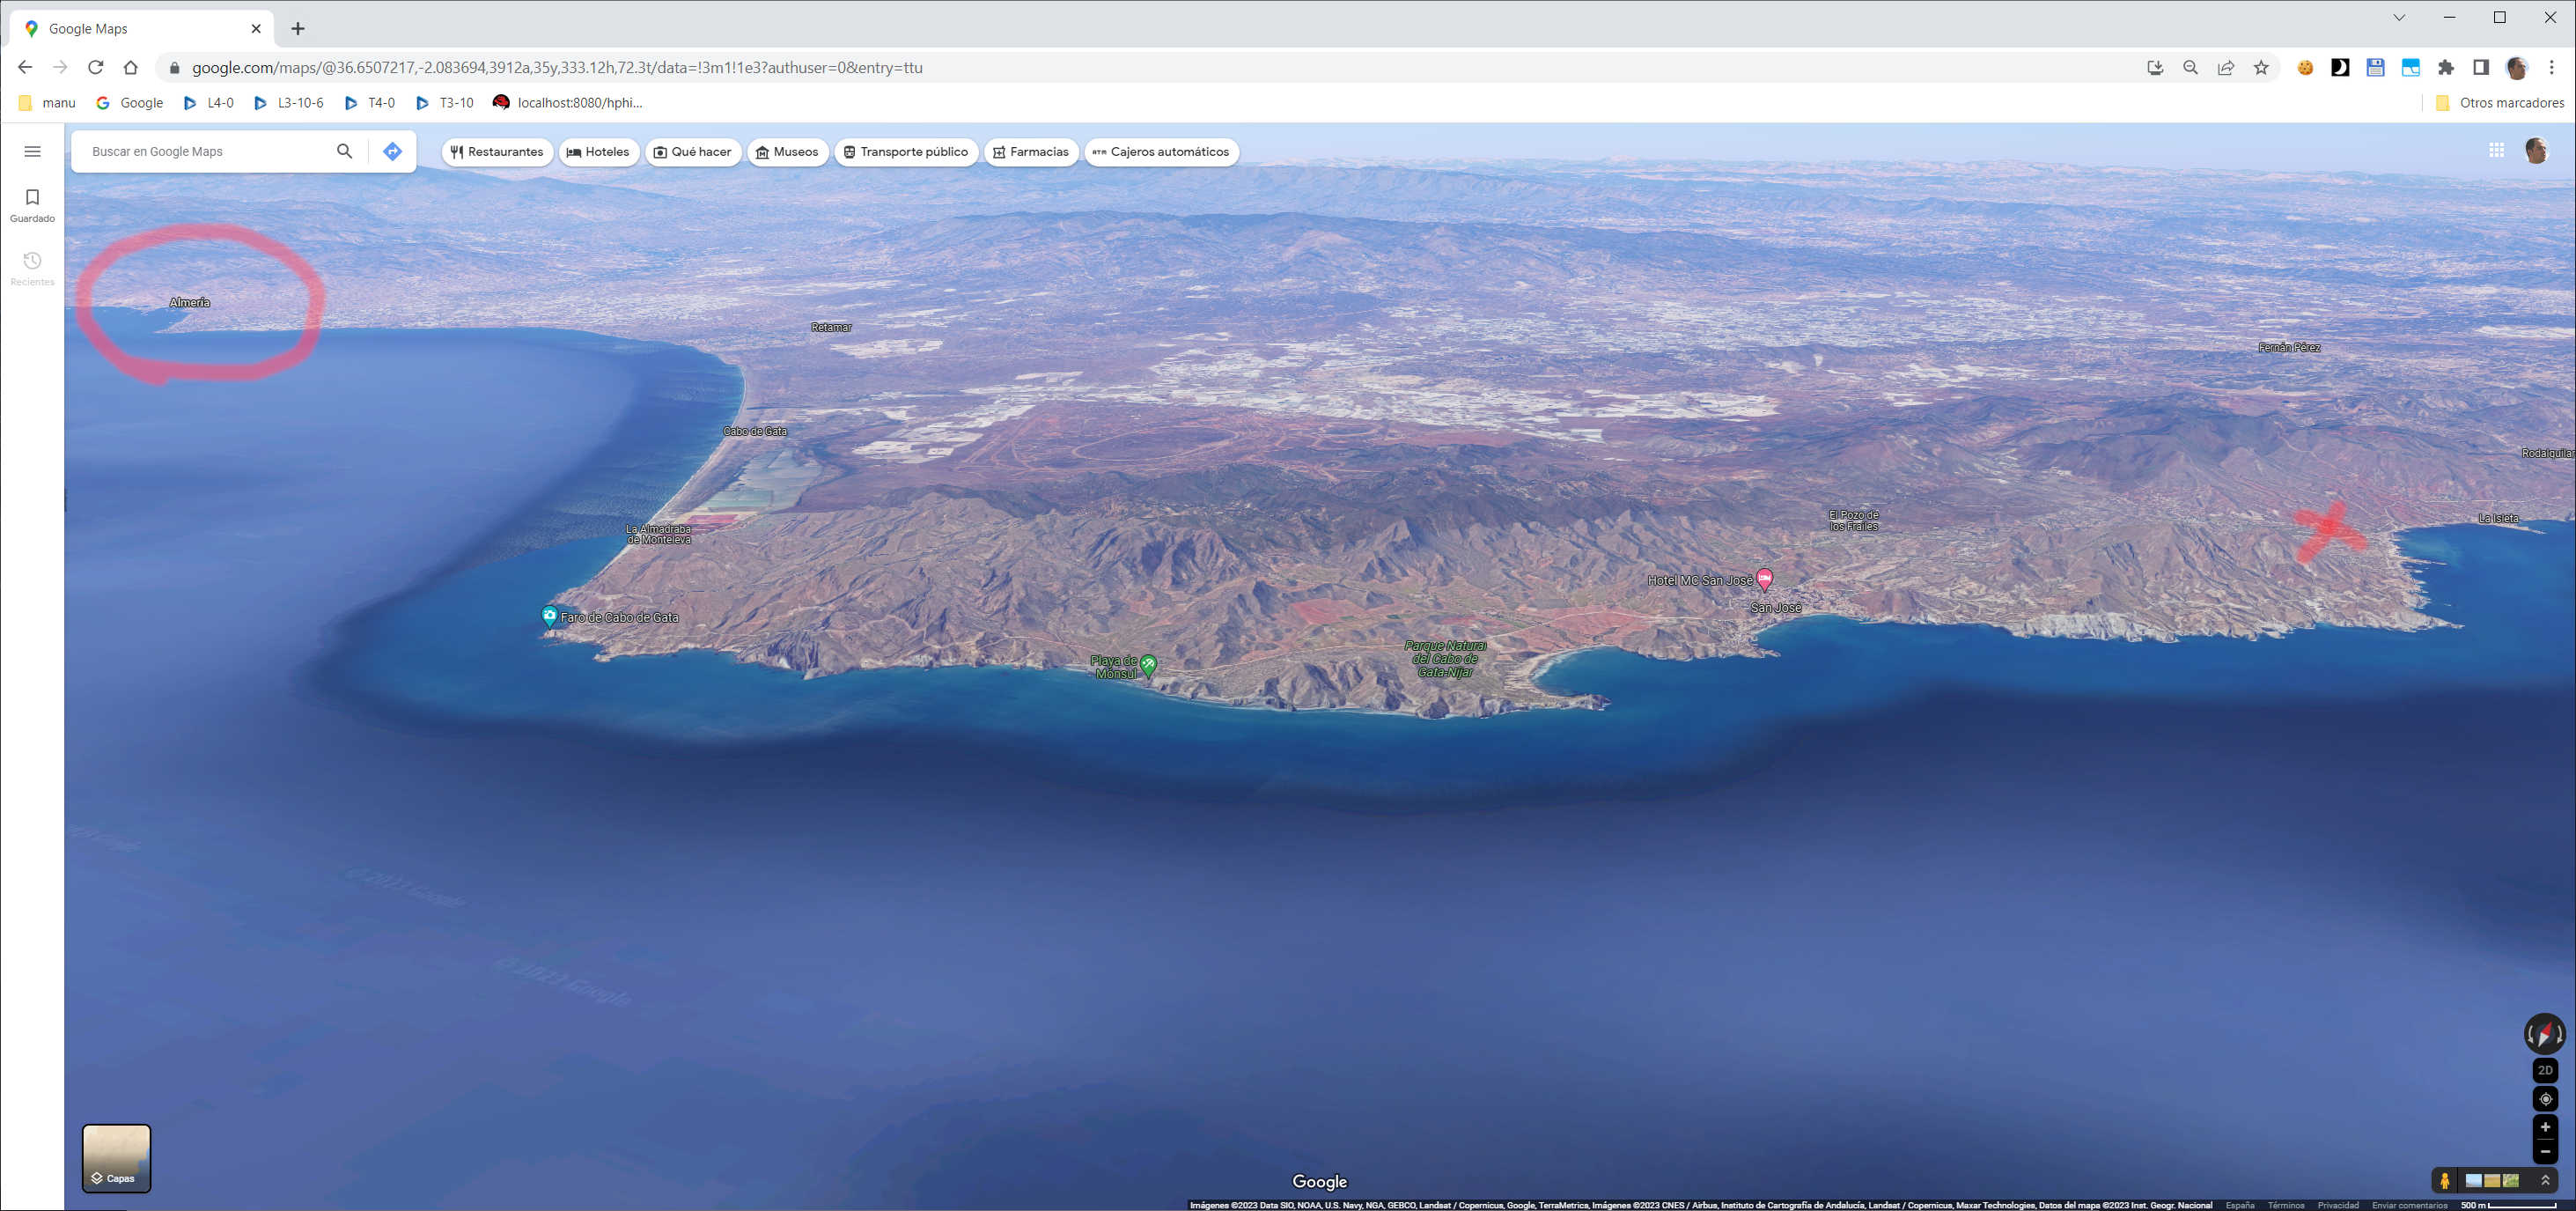 Google Maps
google.com/maps/@36.6507217,-2.083694,3912a,35y,333.12h,72.3t/data=!3m1!1e3?authuser=0&entry=ttu
manu
Google
L4-0
L3-10-6
T4-0
T3-10
localhost:8080/hphi...
Otros marcadores
Buscar en Google Maps
Restaurantes
Hoteles
Qué hacer
Museos
Transporte público
Farmacias
ATM Cajeros automáticos
Guardado
Recientes
Almería
Retamar
Fernán Pérez
Cabo de Gata
Rodalquilar
La Almadraba
de Monteleva
El Pozo de
los Frailes
La Isleta
Hotel MC San José
San José
Faro de Cabo de Gata
Playa de
Mónsul
Parque Natural
del Cabo de
Gata-Níjar
© 2023 Google
© 2023 Google
2D
Capas
Google
Imágenes ©2023 Data SIO, NOAA, U.S. Navy, NGA, GEBCO, Landsat / Copernicus, Google, TerraMetrics, Imágenes ©2023 CNES / Airbus, Instituto de Cartografía de Andalucía, Landsat / Copernicus, Maxar Technologies, Datos del mapa ©2023 Inst. Geogr. Nacional España Términos Privacidad Enviar comentarios 500 m